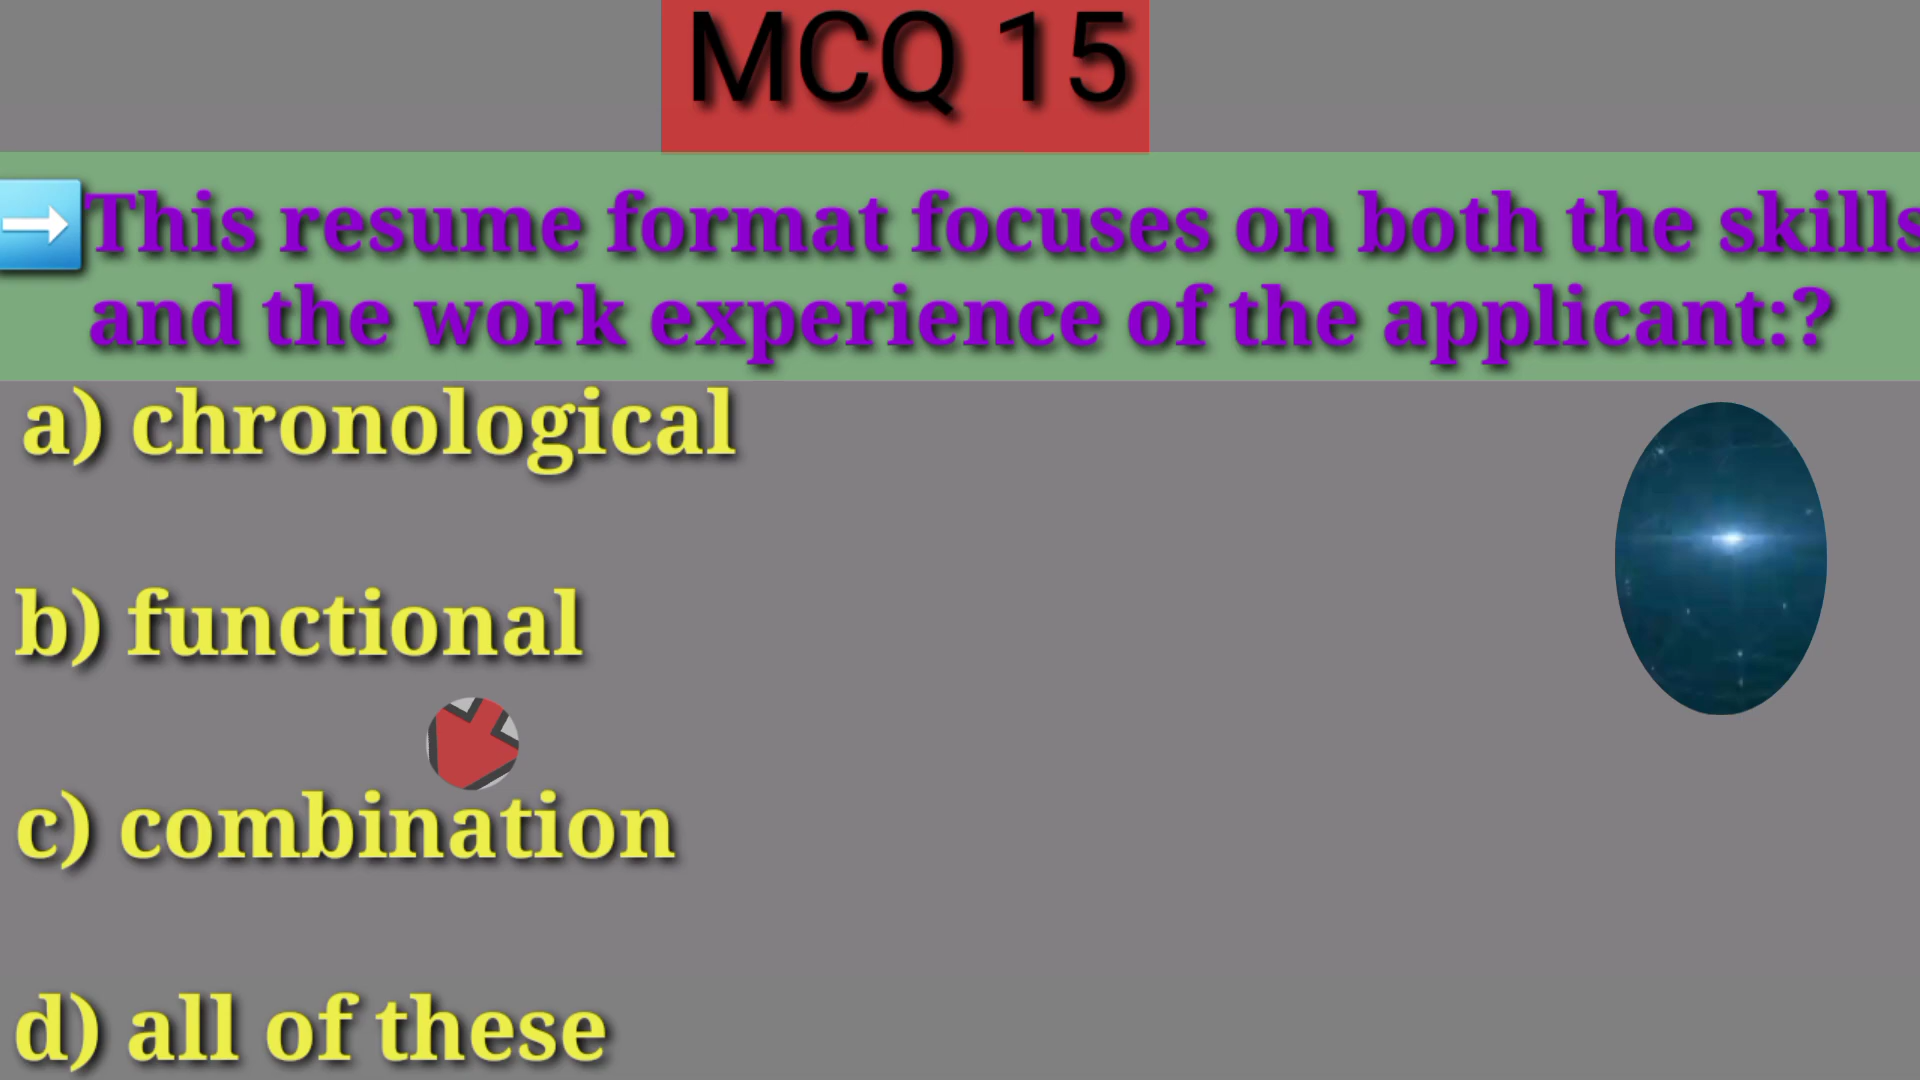 MCQ 15
➡This resume format focuses on both the skills
and the work experience of the applicant:?
a) chronological
b) functional
c) combination
d) all of these